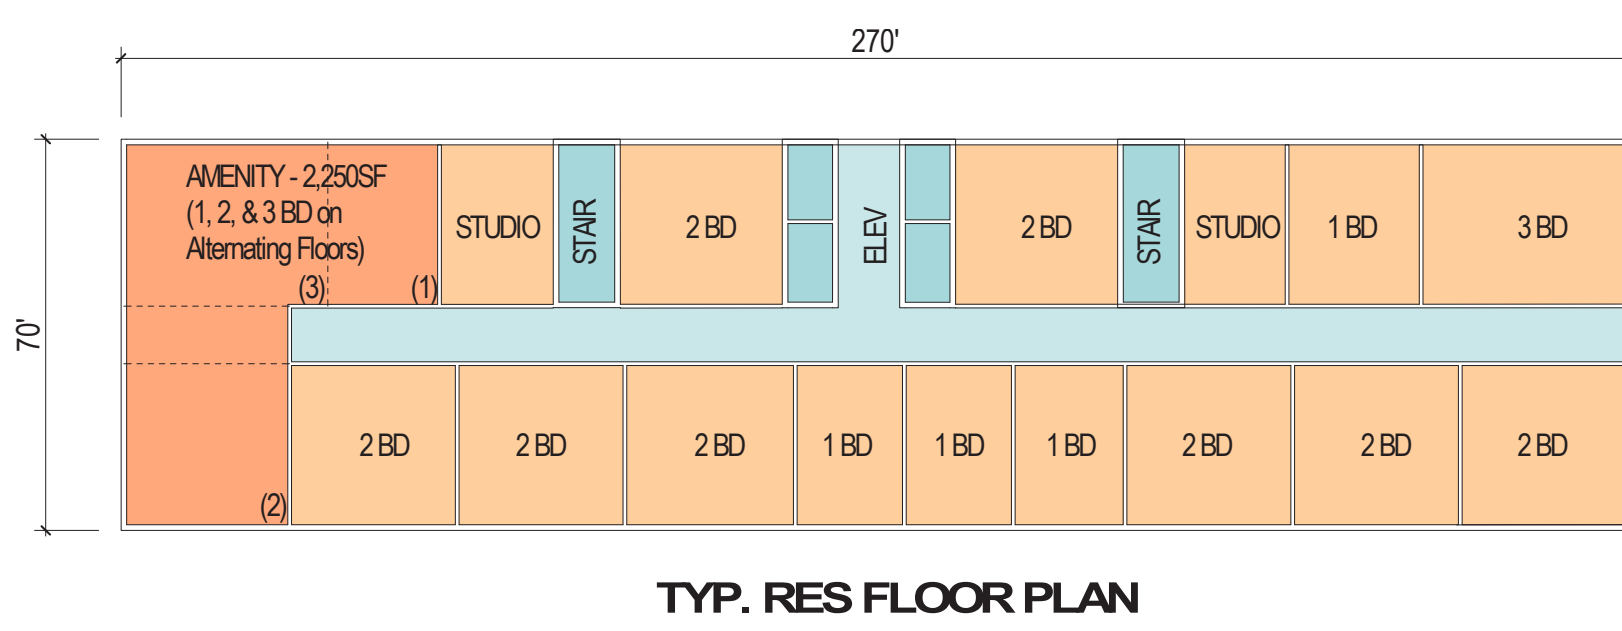 270'
70'
AMENITY - 2,250SF
(1, 2, & 3 BD on
Alternating Floors)
(3)
(1)
(2)
STUDIO
STAIR
2 BD
ELEV
2 BD
STAIR
STUDIO
1 BD
3 BD
2 BD
2 BD
2 BD
1 BD
1 BD
1 BD
2 BD
2 BD
2 BD
TYP. RES FLOOR PLAN